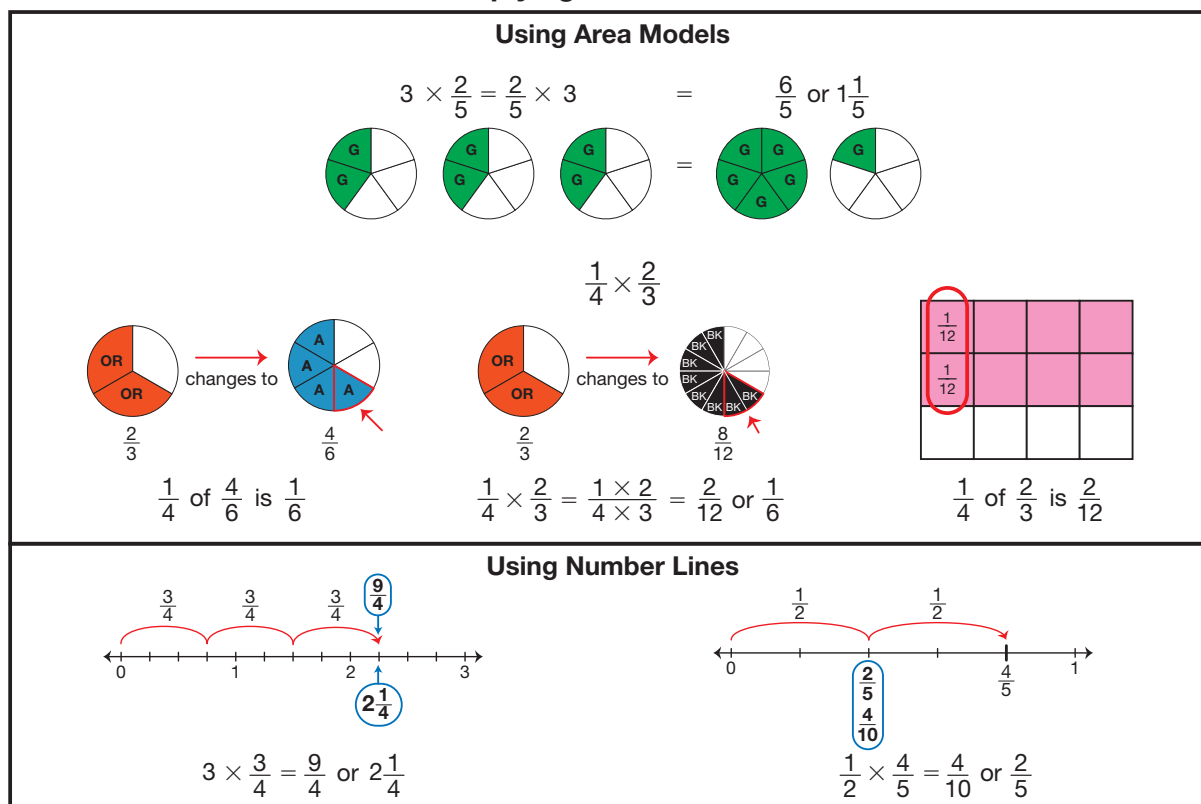 Using Area Models
3 × 2/5 = 2/5 × 3 = 6/5 or 1 1/5
G G G G G
G G G = G G
G
1/4 × 2/3
OR A BK BK BK 1/12
OR changes to A A A OR changes to BK BK BK BK BK 1/12
2/3 4/6 2/3 8/12
1/4 of 4/6 is 1/6 1/4 × 2/3 = 1 × 2/4 × 3 = 2/12 or 1/6 1/4 of 2/3 is 2/12
Using Number Lines
3/4 3/4 3/4 9/4 1/2 1/2
0 1 2 3 0 4/5 1
2 1/4 2/5
4/10
3 × 3/4 = 9/4 or 2 1/4 1/2 × 4/5 = 4/10 or 2/5